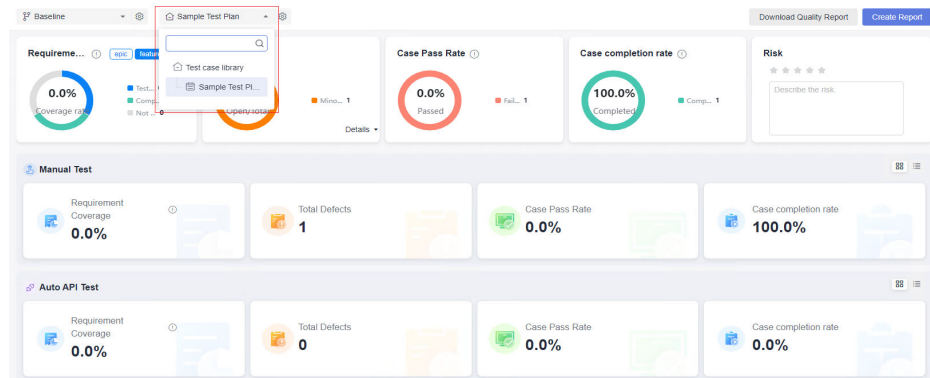 Baseline
Sample Test Plan
Download Quality Report
Create Report
Requireme...
epic
featur
0.0%
Coverage rat
Test...
Comp...
Not ... 0
Test case library
Sample Test Pl...
Open/Total
Mino... 1
Details
Case Pass Rate
0.0%
Passed
Fail... 1
Case completion rate
100.0%
Completed
Comp... 1
Risk
Describe the risk.
Manual Test
Requirement
Coverage
0.0%
Total Defects
1
Case Pass Rate
0.0%
Case completion rate
100.0%
Auto API Test
Requirement
Coverage
0.0%
Total Defects
0
Case Pass Rate
0.0%
Case completion rate
0.0%